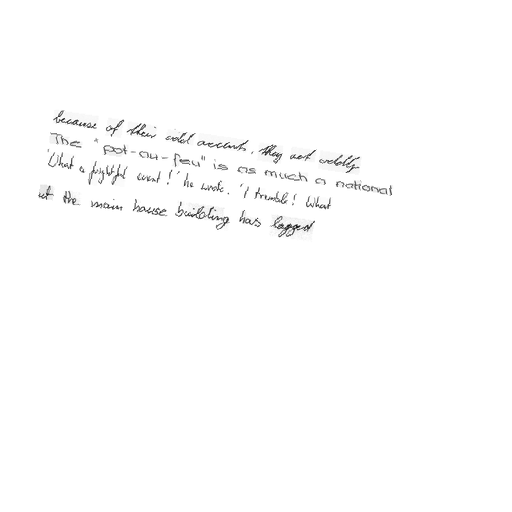 because of their odd accents, they act oddly
The "pot-au-feu" is as much a national
'What a frightful event!' he wrote. 'I tremble! What
at the main house building has lagged